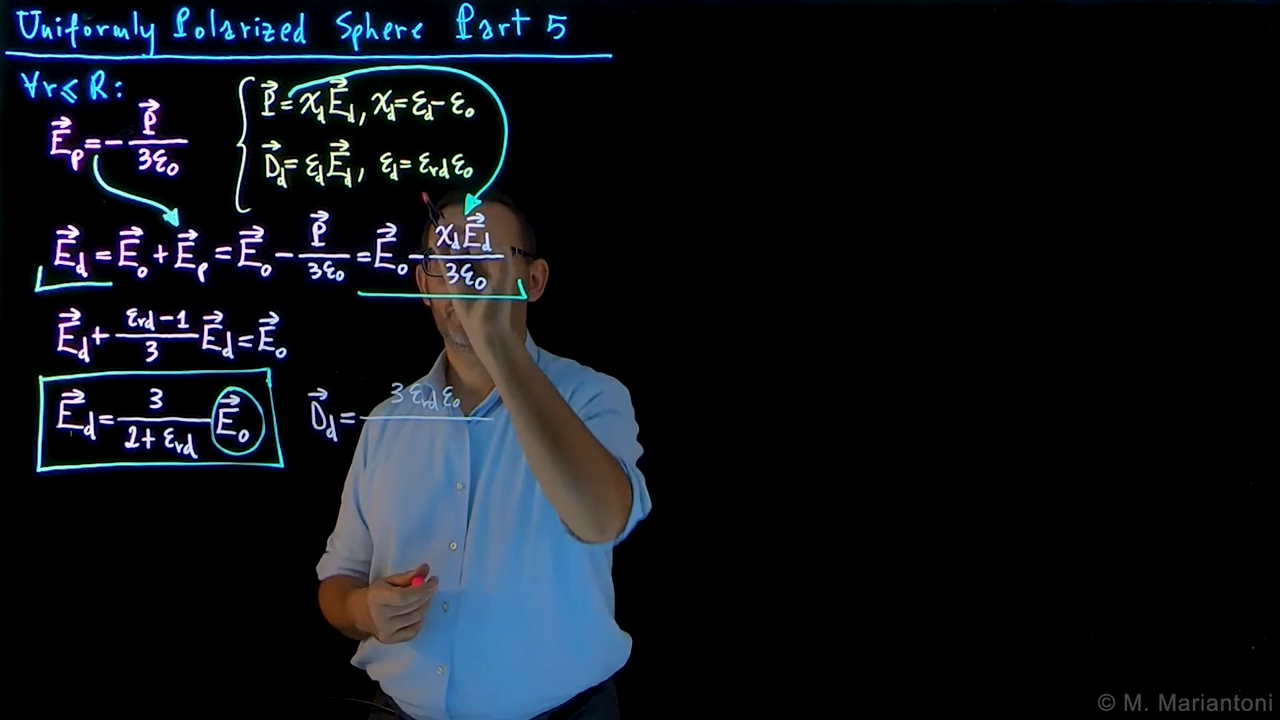 Uniformly Polarized Sphere Part 5
∀r⩽R:
E⃗ₚ=−P⃗/3ε₀
P⃗=χ_d E⃗_d, χ_d=ε_d−ε₀
D⃗_d=ε_d E⃗_d, ε_d=ε_rd ε₀
E⃗_d=E⃗₀+E⃗ₚ=E⃗₀−P⃗/3ε₀=E⃗₀−χ_d E⃗_d/3ε₀
E⃗_d+(ε_rd−1)/3 E⃗_d=E⃗₀
E⃗_d=3/(2+ε_rd) E⃗₀
D⃗_d=3ε_rd ε₀
© M. Mariantoni